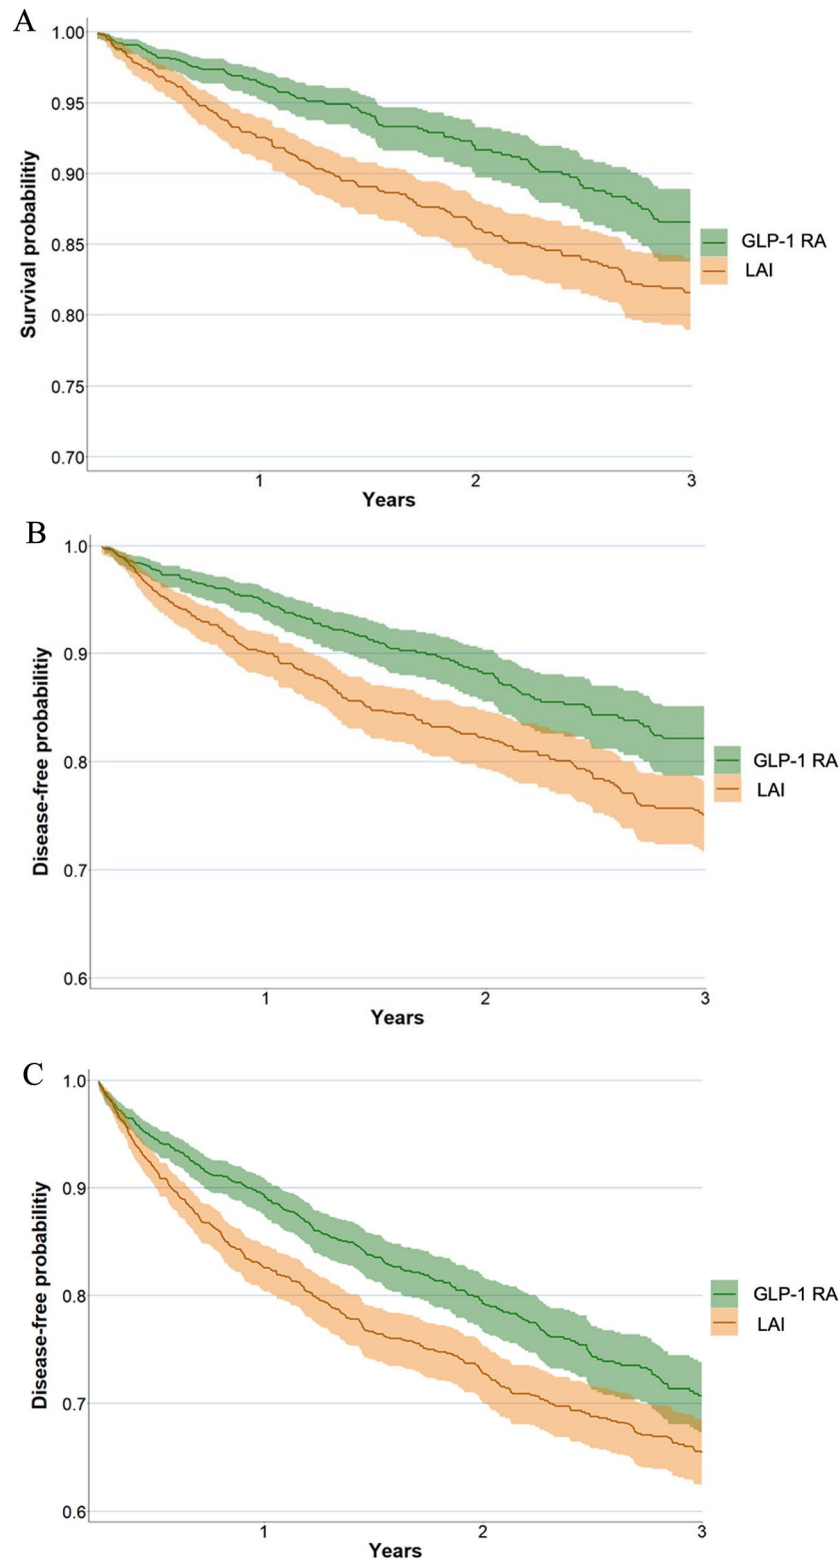 A
1.00
0.95
0.90
0.85
0.80
0.75
0.70
Survival probabilitiy
1
2
3
Years
GLP-1 RA
LAI
B
1.0
0.9
0.8
0.7
0.6
Disease-free probabilitiy
1
2
3
Years
GLP-1 RA
LAI
C
1.0
0.9
0.8
0.7
0.6
Disease-free probabilitiy
1
2
3
Years
GLP-1 RA
LAI